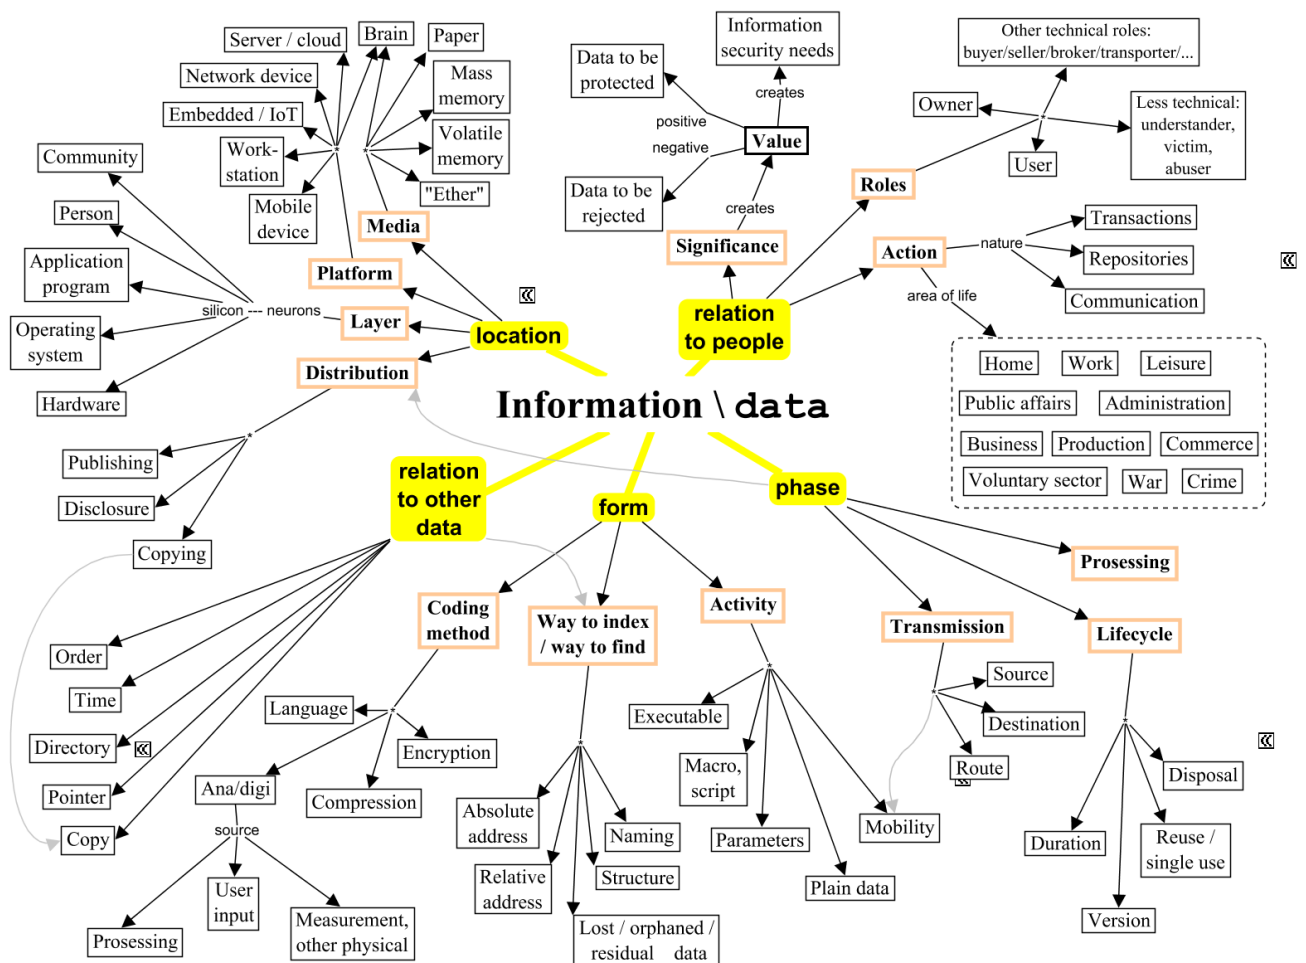 Information \ data
location
Media
Brain
Paper
Mass
memory
Volatile
memory
"Ether"
Platform
Server / cloud
Network device
Embedded / IoT
Work-
station
Mobile
device
Layer
silicon --- neurons
Community
Person
Application
program
Operating
system
Hardware
Distribution
Publishing
Disclosure
Copying
relation
to people
Significance
creates
Value
creates
Information
security needs
positive
Data to be
protected
negative
Data to be
rejected
Roles
Other technical roles:
buyer/seller/broker/transporter/...
Owner
User
Less technical:
understander,
victim,
abuser
Action
nature
Transactions
Repositories
Communication
area of life
Home
Work
Leisure
Public affairs
Administration
Business
Production
Commerce
Voluntary sector
War
Crime
relation
to other
data
Order
Time
Directory
Pointer
Copy
form
Coding
method
Language
Encryption
Compression
Ana/digi
source
Prosessing
User
input
Measurement,
other physical
Way to index
/ way to find
Absolute
address
Relative
address
Lost / orphaned /
residual data
Structure
Naming
Activity
Executable
Macro,
script
Parameters
Plain data
Mobility
phase
Transmission
Source
Destination
Route
Lifecycle
Duration
Version
Reuse /
single use
Disposal
Prosessing